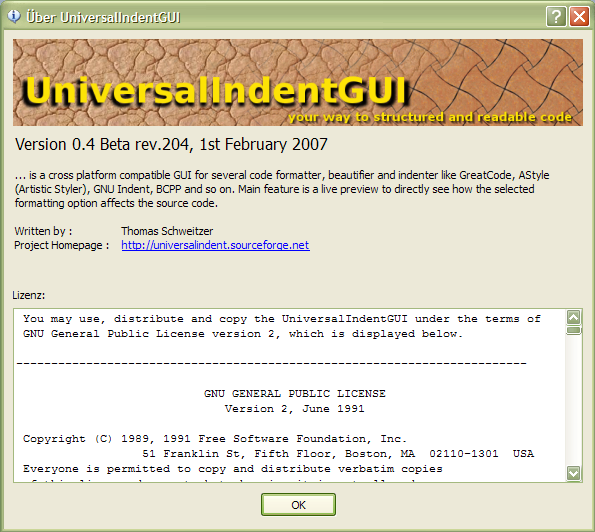 Über UniversalIndentGUI
UniversalIndentGUI
your way to structured and readable code
Version 0.4 Beta rev.204, 1st February 2007
... is a cross platform compatible GUI for several code formatter, beautifier and indenter like GreatCode, AStyle
(Artistic Styler), GNU Indent, BCPP and so on. Main feature is a live preview to directly see how the selected
formatting option affects the source code.
Written by : Thomas Schweitzer
Project Homepage : http://universalindent.sourceforge.net
Lizenz:
You may use, distribute and copy the UniversalIndentGUI under the terms of
GNU General Public License version 2, which is displayed below.
-------------------------------------------------------------------------
GNU GENERAL PUBLIC LICENSE
Version 2, June 1991
Copyright (C) 1989, 1991 Free Software Foundation, Inc.
51 Franklin St, Fifth Floor, Boston, MA  02110-1301  USA
Everyone is permitted to copy and distribute verbatim copies
OK